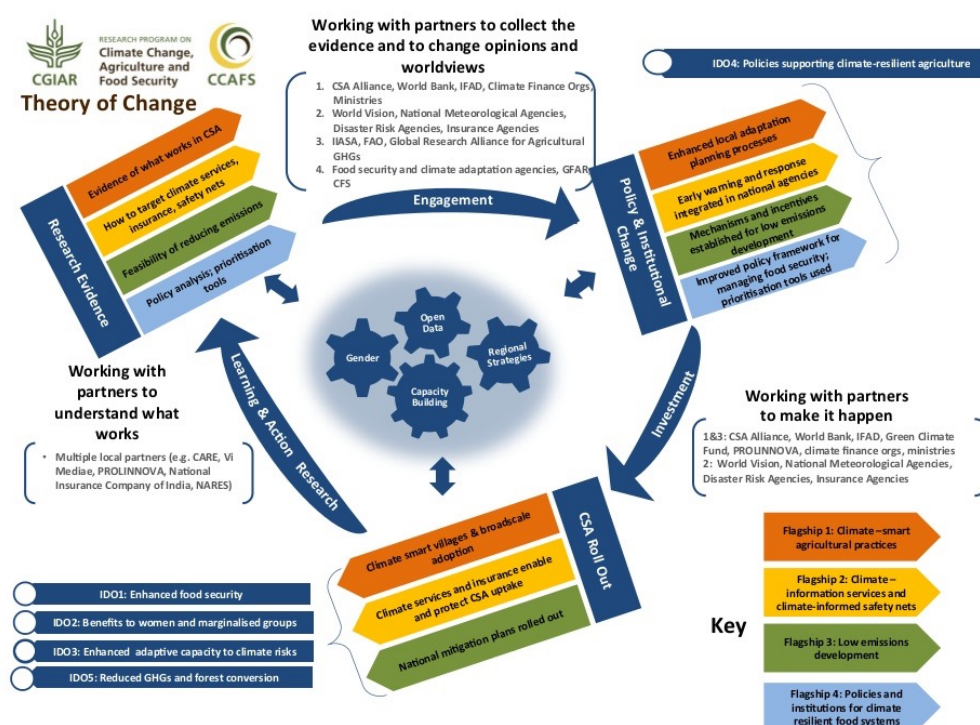 CGIAR
RESEARCH PROGRAM ON
Climate Change,
Agriculture and
Food Security
CCAFS
Theory of Change
Working with partners to collect the
evidence and to change opinions and
worldviews
1. CSA Alliance, World Bank, IFAD, Climate Finance Orgs,
Ministries
2. World Vision, National Meteorological Agencies,
Disaster Risk Agencies, Insurance Agencies
3. IIASA, FAO, Global Research Alliance for Agricultural
GHGs
4. Food security and climate adaptation agencies, GFAR,
CFS
IDO4: Policies supporting climate-resilient agriculture
Research Evidence
Evidence of what works in CSA
How to target climate services,
insurance, safety nets
Feasibility of reducing emissions
Policy analysis; prioritisation
tools
Engagement
Policy & Institutional
Change
Enhanced local adaptation
planning processes
Early warning and response
integrated in national agencies
Mechanisms and incentives
established for low emissions
development
Improved policy framework for
managing food security;
prioritisation tools used
Gender
Open
Data
Regional
Strategies
Capacity
Building
Working with
partners to
understand what
works
• Multiple local partners (e.g. CARE, Vi
Mediae, PROLINNOVA, National
Insurance Company of India, NARES)
Learning & Action Research
Investment
Working with partners
to make it happen
1&3: CSA Alliance, World Bank, IFAD, Green Climate
Fund, PROLINNOVA, climate finance orgs, ministries
2: World Vision, National Meteorological Agencies,
Disaster Risk Agencies, Insurance Agencies
CSA Roll Out
Climate smart villages & broadscale
adoption
Climate services and insurance enable
and protect CSA uptake
National mitigation plans rolled out
IDO1: Enhanced food security
IDO2: Benefits to women and marginalised groups
IDO3: Enhanced adaptive capacity to climate risks
IDO5: Reduced GHGs and forest conversion
Key
Flagship 1: Climate –smart
agricultural practices
Flagship 2: Climate –
information services and
climate-informed safety nets
Flagship 3: Low emissions
development
Flagship 4: Policies and
institutions for climate
resilient food systems